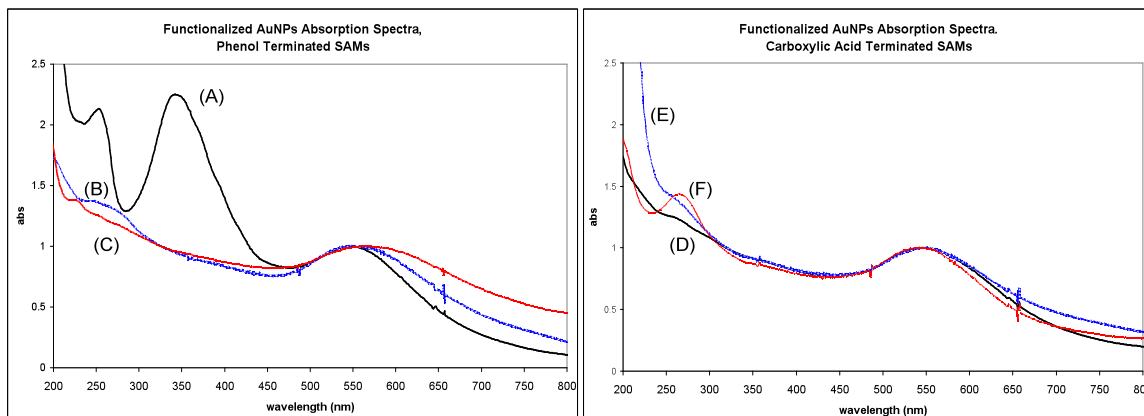 Functionalized AuNPs Absorption Spectra,
Phenol Terminated SAMs
2.5
2
1.5
1
0.5
0
abs
(A)
(B)
(C)
200 250 300 350 400 450 500 550 600 650 700 750 800
wavelength (nm)
Functionalized AuNPs Absorption Spectra.
Carboxylic Acid Terminated SAMs
2.5
2
1.5
1
0.5
0
abs
(E)
(F)
(D)
200 250 300 350 400 450 500 550 600 650 700 750 800
wavelength (nm)